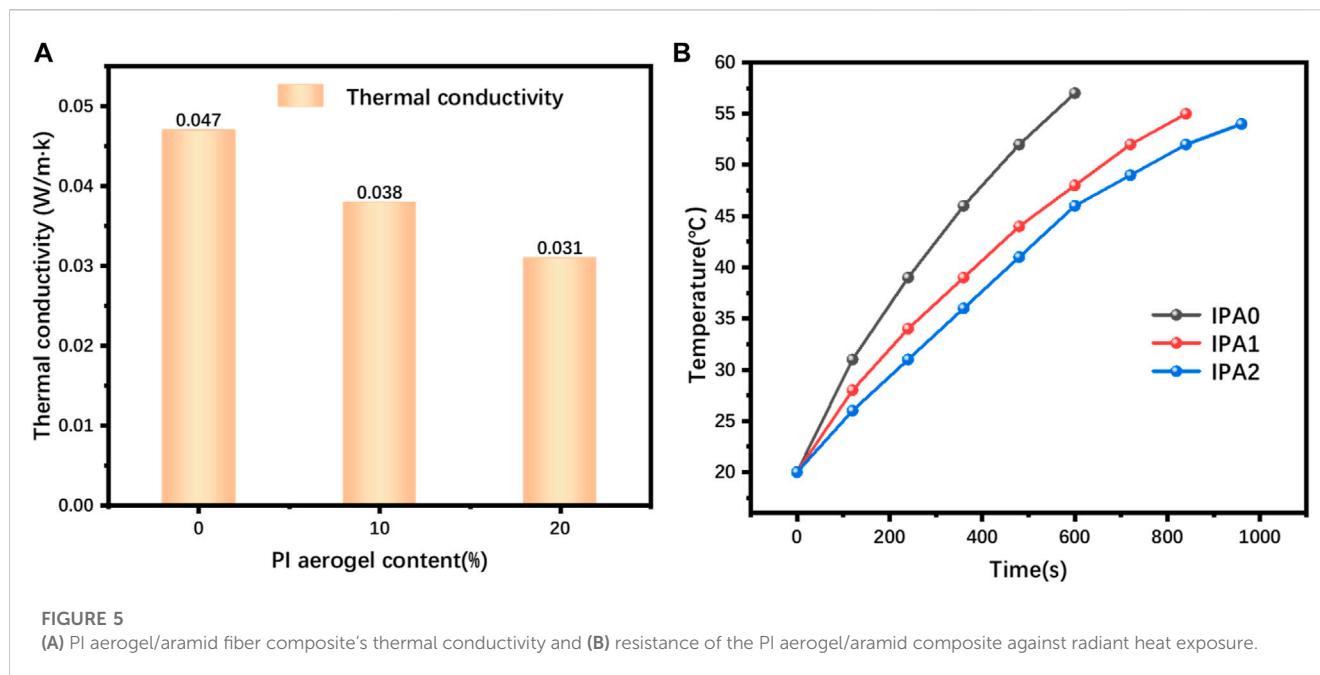 A
Thermal conductivity (W/m·k)
0.05
0.04
0.03
0.02
0.01
0.00
Thermal conductivity
0.047
0.038
0.031
0
10
20
PI aerogel content(%)
B
Temperature(℃)
60
55
50
45
40
35
30
25
20
IPA0
IPA1
IPA2
0
200
400
600
800
1000
Time(s)
FIGURE 5
(A) PI aerogel/aramid fiber composite's thermal conductivity and (B) resistance of the PI aerogel/aramid composite against radiant heat exposure.